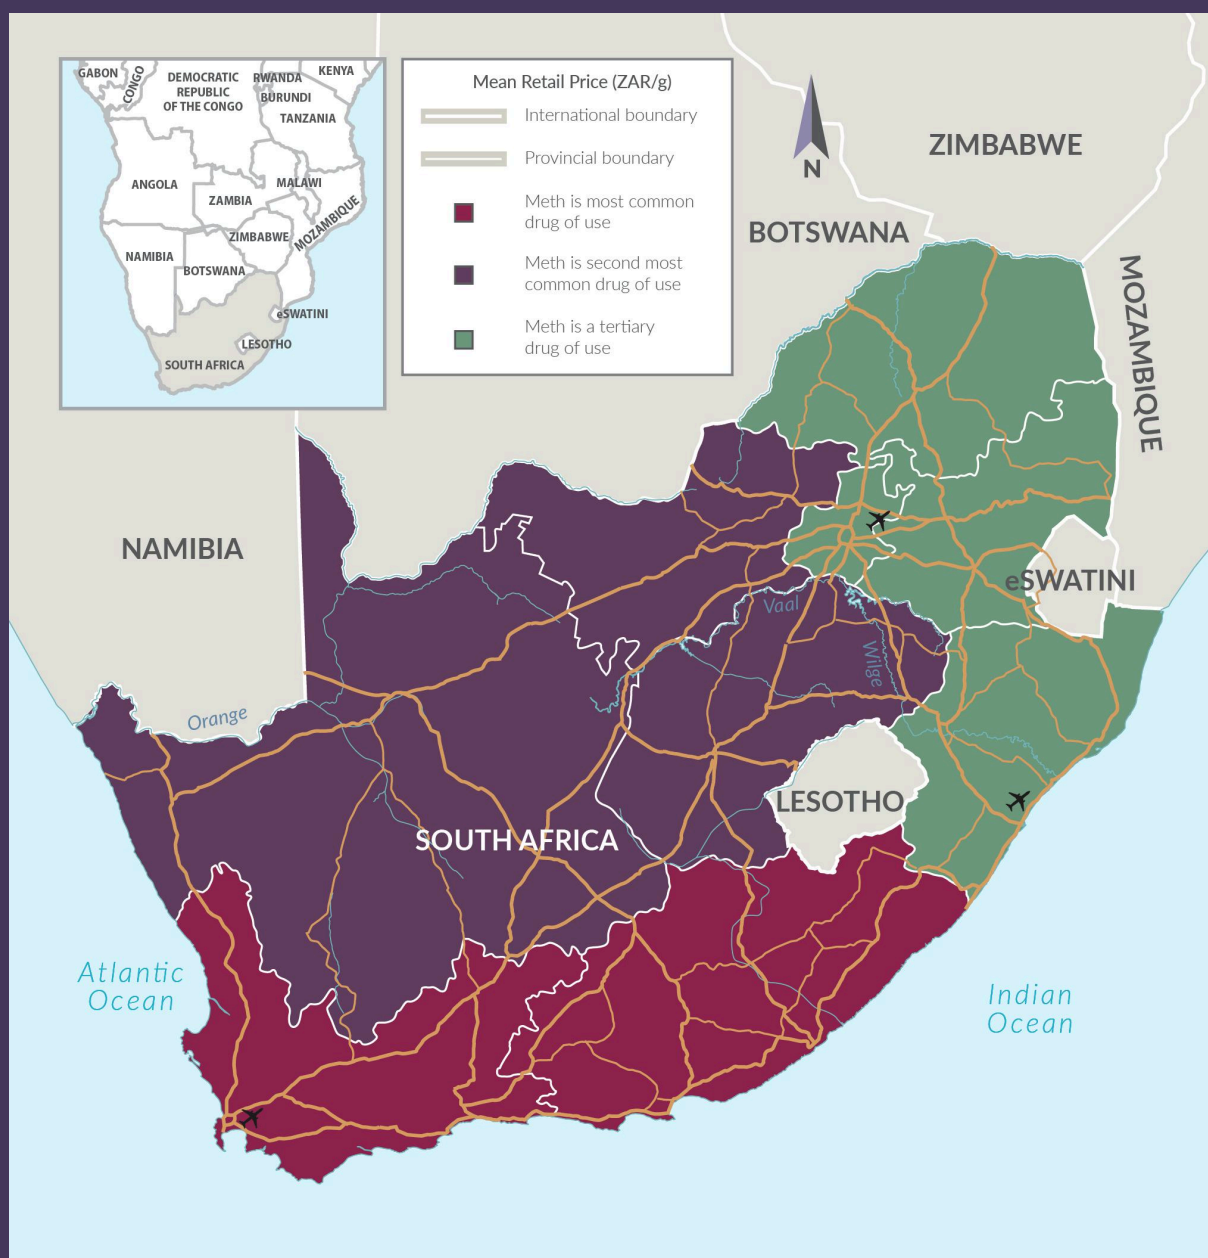 GABON
CONGO
DEMOCRATIC
REPUBLIC
OF THE CONGO
RWANDA
BURUNDI
KENYA
TANZANIA
ANGOLA
ZAMBIA
MALAWI
MOZAMBIQUE
ZIMBABWE
NAMIBIA
BOTSWANA
eSWATINI
LESOTHO
SOUTH AFRICA
Mean Retail Price (ZAR/g)
International boundary
Provincial boundary
Meth is most common
drug of use
Meth is second most
common drug of use
Meth is a tertiary
drug of use
N
ZIMBABWE
BOTSWANA
MOZAMBIQUE
NAMIBIA
eSWATINI
Vaal
Wilge
Orange
LESOTHO
SOUTH AFRICA
Atlantic
Ocean
Indian
Ocean